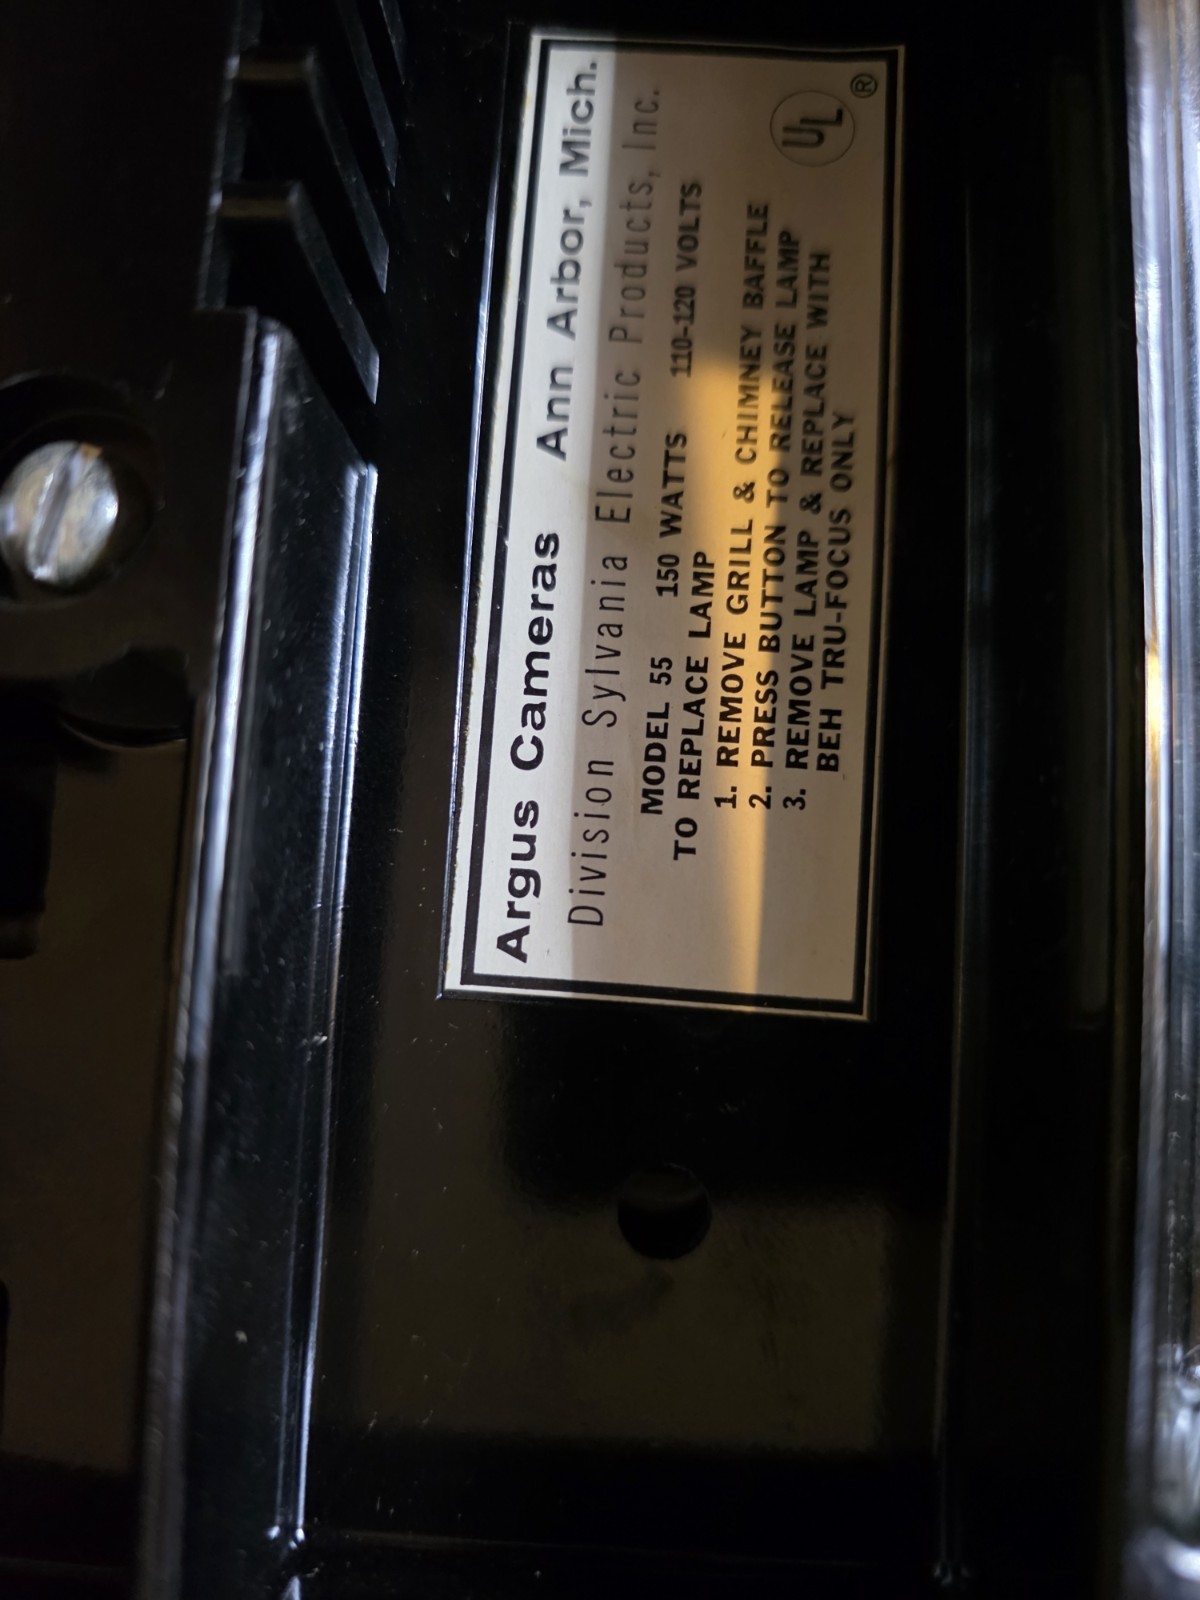 Argus Cameras Ann Arbor, Mich.
Division Sylvania Electric Products, Inc.
MODEL 55 150 WATTS 110-120 VOLTS
TO REPLACE LAMP
1. REMOVE GRILL & CHIMNEY BAFFLE
2. PRESS BUTTON TO RELEASE LAMP
3. REMOVE LAMP & REPLACE WITH
BEH TRU-FOCUS ONLY
UL ®